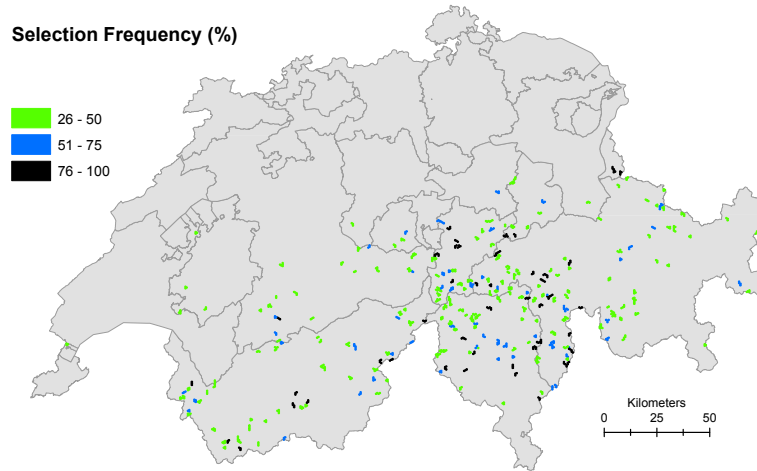 Selection Frequency (%)
26 - 50
51 - 75
76 - 100
Kilometers
0 25 50